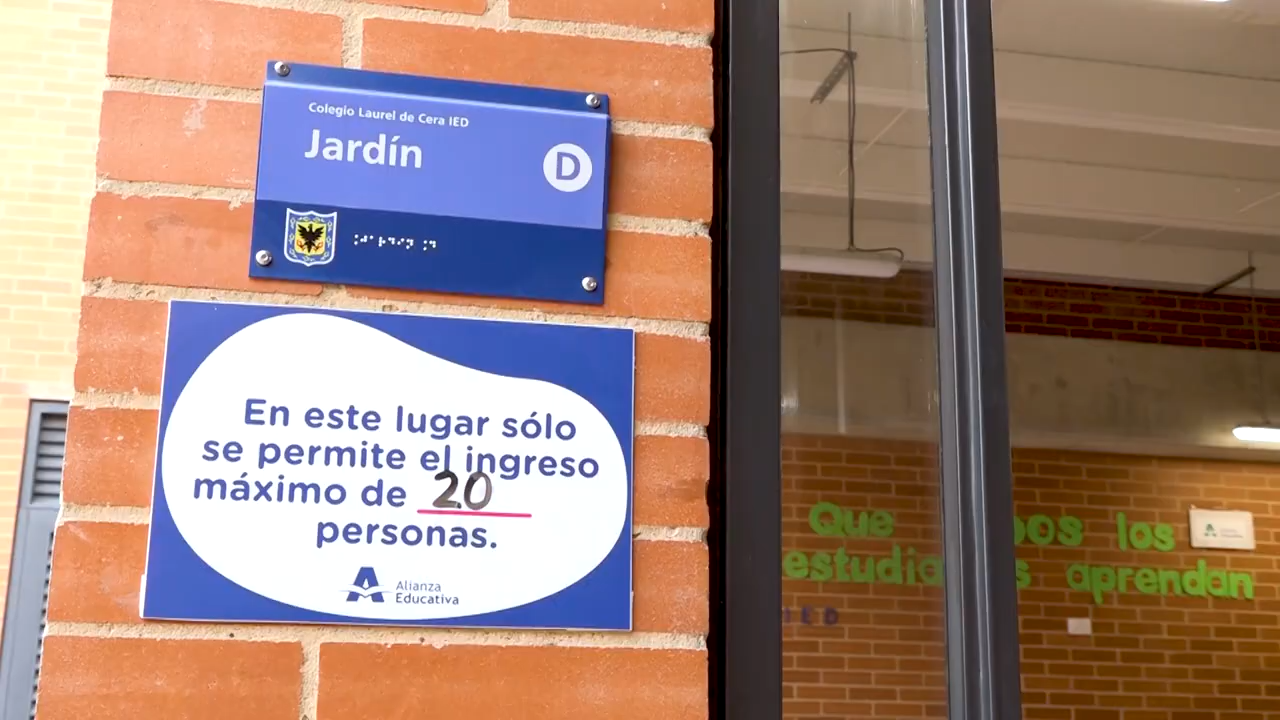 Colegio Laurel de Cera IED
Jardín
D
En este lugar sólo
se permite el ingreso
máximo de 20
personas.
Alianza
Educativa
Que los
aprendan
IED